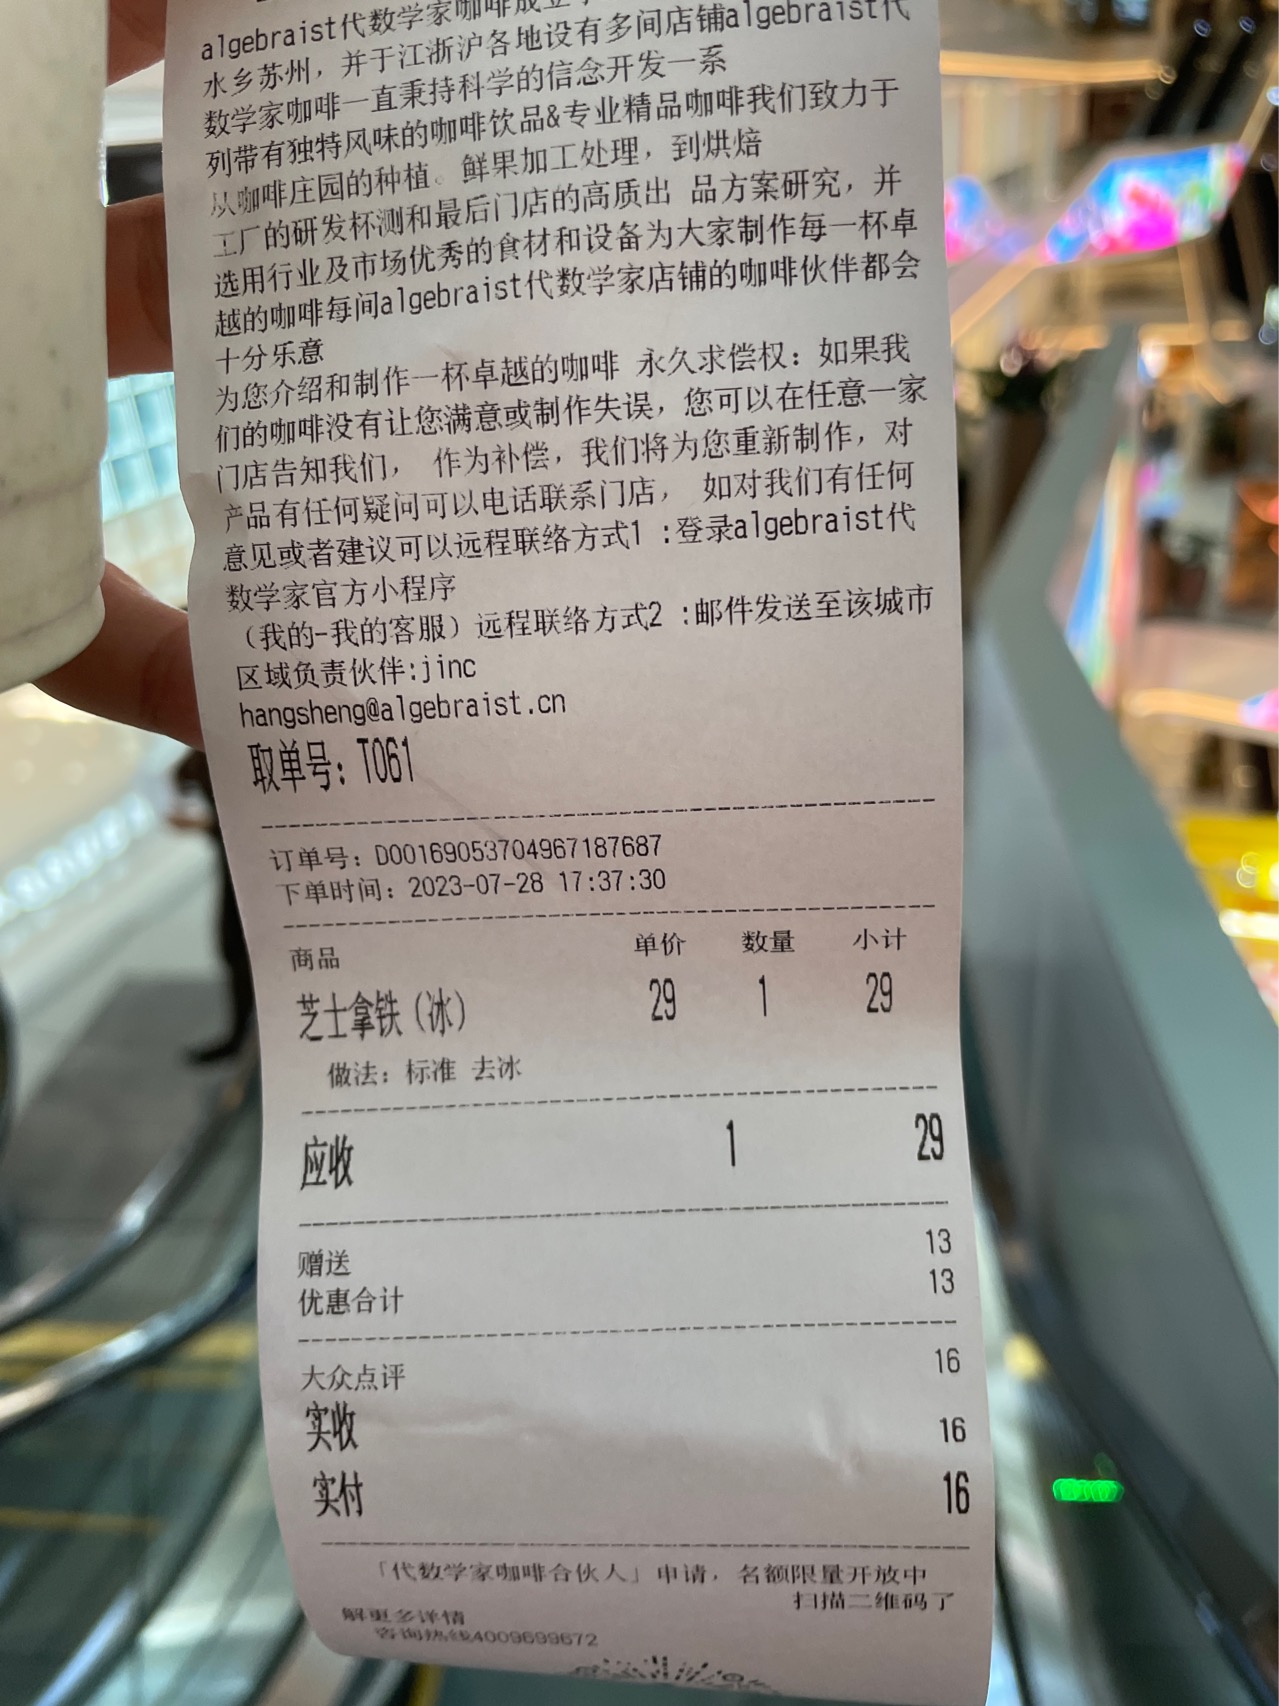 algebraist代数学家咖啡成立于
水乡苏州，并于江浙沪各地设有多间店铺algebraist代
数学家咖啡一直秉持科学的信念开发一系
列带有独特风味的咖啡饮品&专业精品咖啡我们致力于
从咖啡庄园的种植。鲜果加工处理，到烘焙
工厂的研发杯测和最后门店的高质出 品方案研究，并
选用行业及市场优秀的食材和设备为大家制作每一杯卓
越的咖啡每间algebraist代数学家店铺的咖啡伙伴都会
十分乐意
为您介绍和制作一杯卓越的咖啡 永久求偿权：如果我
们的咖啡没有让您满意或制作失误，您可以在任意一家
门店告知我们， 作为补偿，我们将为您重新制作，对
产品有任何疑问可以电话联系门店， 如对我们有任何
意见或者建议可以远程联络方式1 :登录algebraist代
数学家官方小程序
（我的-我的客服）远程联络方式2 :邮件发送至该城市
区域负责伙伴:jinc
hangsheng@algebraist.cn
取单号：T061
订单号：D00169053704967187687
下单时间：2023-07-28 17:37:30
商品 单价 数量 小计
芝士拿铁（冰） 29 1 29
做法：标准 去冰
应收 1 29
赠送 13
优惠合计 13
大众点评 16
实收 16
实付 16
「代数学家咖啡合伙人」申请，名额限量开放中
扫描二维码了
解更多详情
咨询热线4009699672